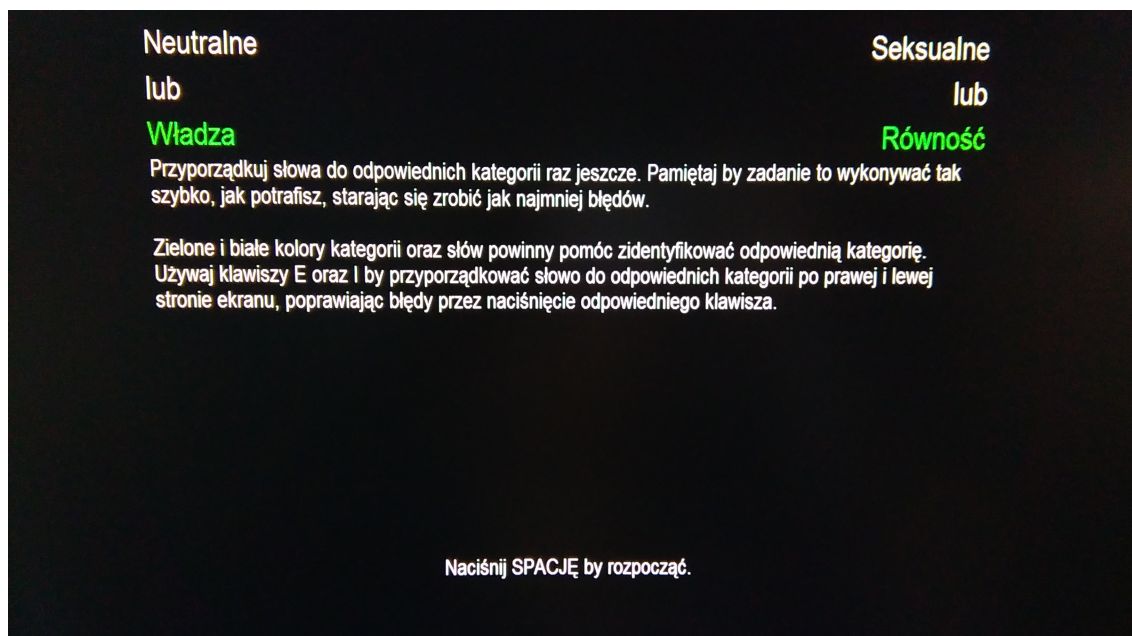 Neutralne
lub
Władza
Seksualne
lub
Równość
Przyporządkuj słowa do odpowiednich kategorii raz jeszcze. Pamiętaj by zadanie to wykonywać tak
szybko, jak potrafisz, starając się zrobić jak najmniej błędów.
Zielone i białe kolory kategorii oraz słów powinny pomóc zidentyfikować odpowiednią kategorię.
Używaj klawiszy E oraz I by przyporządkować słowo do odpowiednich kategorii po prawej i lewej
stronie ekranu, poprawiając błędy przez naciśnięcie odpowiedniego klawisza.
Naciśnij SPACJĘ by rozpocząć.